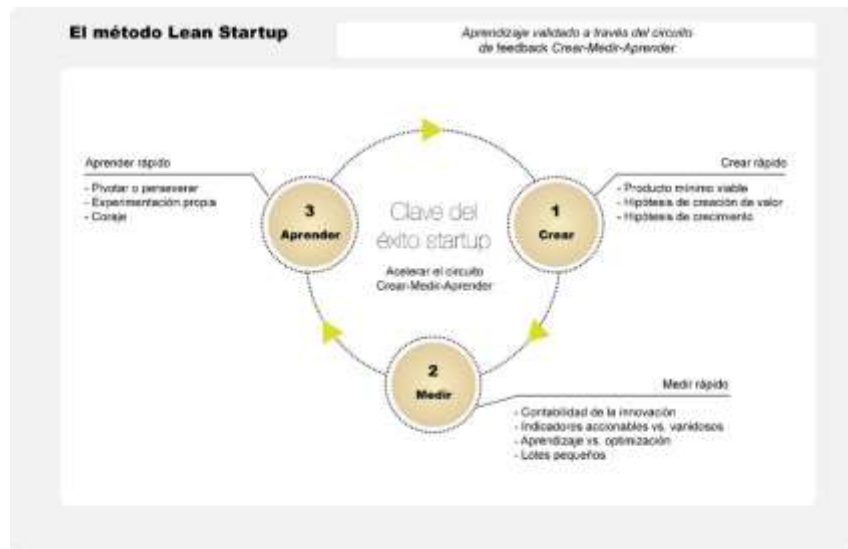 El método Lean Startup
Aprendizaje validado a través del circuito
de feedback Crear-Medir-Aprender
Aprender rápido
- Pivotar o perseverar
- Experimentación propia
- Coraje
3
Aprender
Clave del
éxito startup
Acelerar el circuito
Crear-Medir-Aprender
Crear rápido
- Producto mínimo viable
- Hipótesis de creación de valor
- Hipótesis de crecimiento
1
Crear
2
Medir
Medir rápido
- Contabilidad de la innovación
- Indicadores accionables vs. vanidosos
- Aprendizaje vs. optimización
- Lotes pequeños